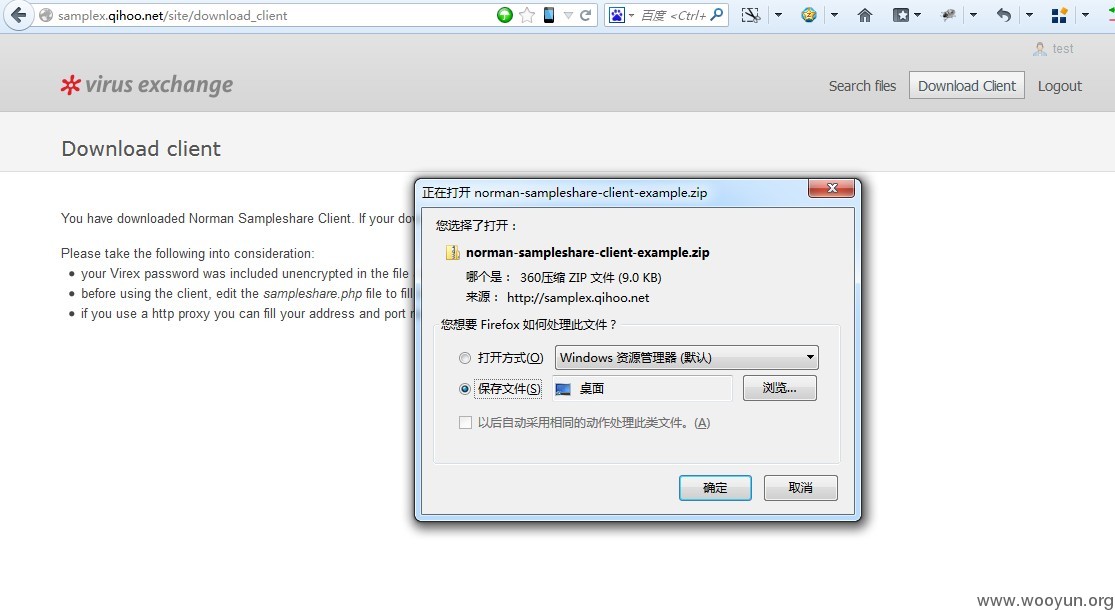 samplex.qihoo.net/site/download_client
百度 <Ctrl+
test
virus exchange
Search files
Download Client
Logout
Download client
正在打开 norman-sampleshare-client-example.zip
You have downloaded Norman Sampleshare Client. If your
您选择了打开：
norman-sampleshare-client-example.zip
Please take the following into consideration:
your Virex password was included unencrypted in the file
哪个是： 360压缩 ZIP 文件 (9.0 KB)
before using the client, edit the sampleshare.php file to fill
来源： http://samplex.qihoo.net
if you use a http proxy you can fill your address and port
您想要 Firefox 如何处理此文件？
打开方式(O)
Windows 资源管理器 (默认)
保存文件(S)
桌面
浏览...
以后自动采用相同的动作处理此类文件。(A)
确定
取消
www.wooyun.org